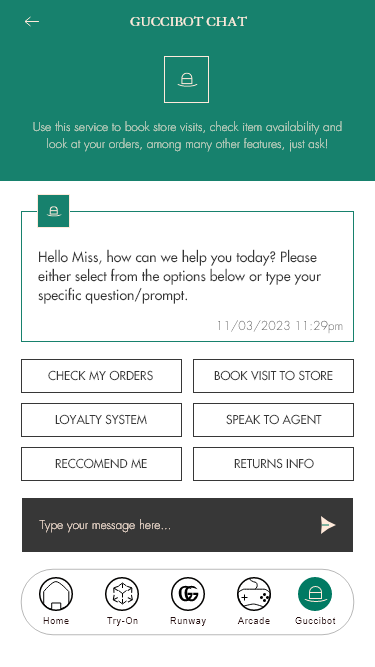 GUCCIBOT CHAT
Use this service to book store visits, check item availability and
look at your orders, among many other features, just ask!
Hello Miss, how can we help you today? Please
either select from the options below or type your
specific question/prompt.
11/03/2023 11:29pm
CHECK MY ORDERS
BOOK VISIT TO STORE
LOYALTY SYSTEM
SPEAK TO AGENT
RECCOMEND ME
RETURNS INFO
Type your message here...
Home
Try-On
Runway
Arcade
Guccibot